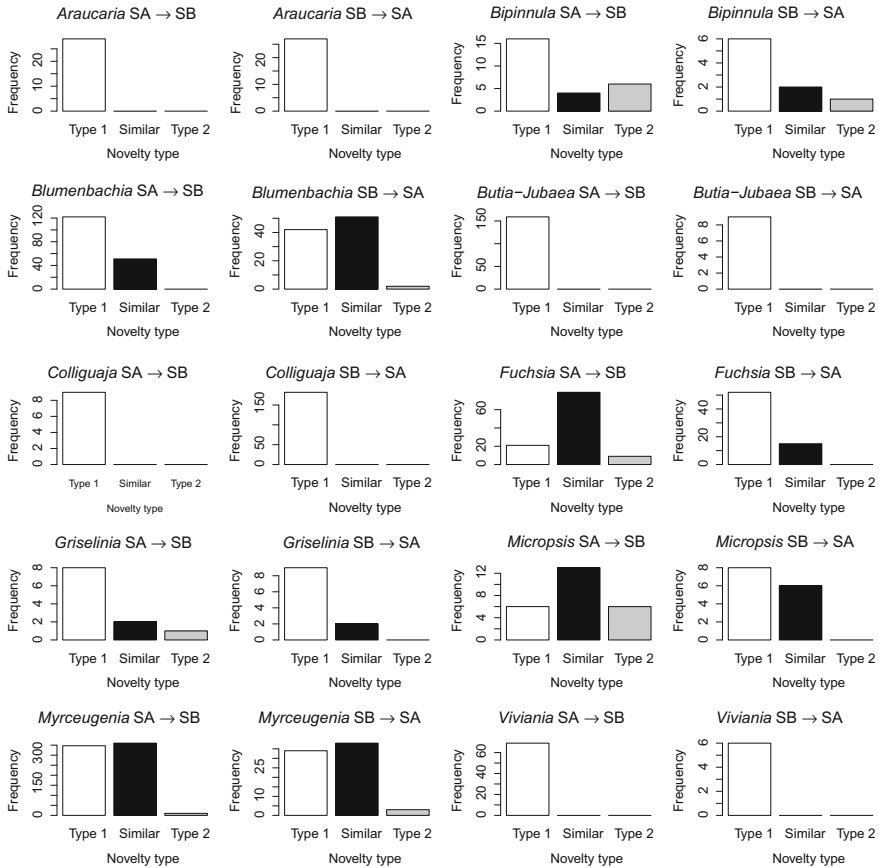 Araucaria SA → SB
Frequency
0 10 20
Type 1 Similar Type 2
Novelty type
Araucaria SB → SA
Frequency
0 10 20
Type 1 Similar Type 2
Novelty type
Bipinnula SA → SB
Frequency
0 5 10 15
Type 1 Similar Type 2
Novelty type
Bipinnula SB → SA
Frequency
0 2 4 6
Type 1 Similar Type 2
Novelty type
Blumenbachia SA → SB
Frequency
0 40 80 120
Type 1 Similar Type 2
Novelty type
Blumenbachia SB → SA
Frequency
0 20 40
Type 1 Similar Type 2
Novelty type
Butia−Jubaea SA → SB
Frequency
0 50 150
Type 1 Similar Type 2
Novelty type
Butia−Jubaea SB → SA
Frequency
0 2 4 6 8
Type 1 Similar Type 2
Novelty type
Colliguaja SA → SB
Frequency
0 2 4 6 8
Type 1 Similar Type 2
Novelty type
Colliguaja SB → SA
Frequency
0 50 150
Type 1 Similar Type 2
Novelty type
Fuchsia SA → SB
Frequency
0 20 60
Type 1 Similar Type 2
Novelty type
Fuchsia SB → SA
Frequency
0 20 40
Type 1 Similar Type 2
Novelty type
Griselinia SA → SB
Frequency
0 2 4 6 8
Type 1 Similar Type 2
Novelty type
Griselinia SB → SA
Frequency
0 2 4 6 8
Type 1 Similar Type 2
Novelty type
Micropsis SA → SB
Frequency
0 4 8 12
Type 1 Similar Type 2
Novelty type
Micropsis SB → SA
Frequency
0 2 4 6 8
Type 1 Similar Type 2
Novelty type
Myrceugenia SA → SB
Frequency
0 150 300
Type 1 Similar Type 2
Novelty type
Myrceugenia SB → SA
Frequency
0 10 25
Type 1 Similar Type 2
Novelty type
Viviania SA → SB
Frequency
0 20 40 60
Type 1 Similar Type 2
Novelty type
Viviania SB → SA
Frequency
0 2 4 6
Type 1 Similar Type 2
Novelty type